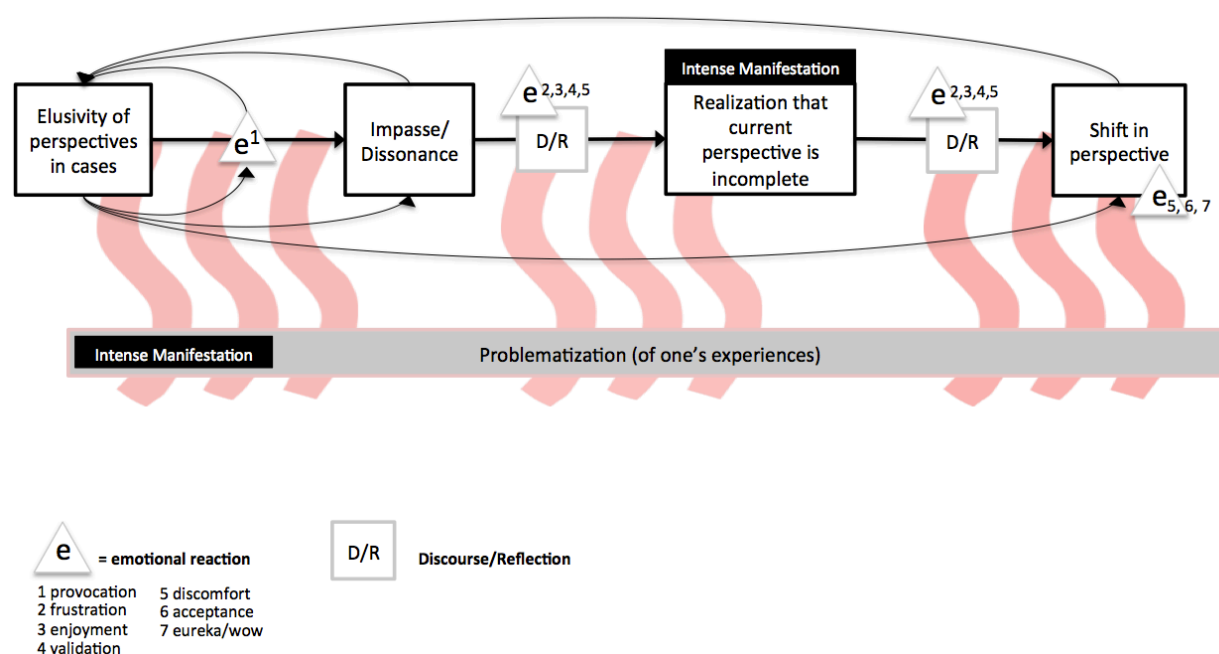 Elusivity of
perspectives
in cases
e1
Impasse/
Dissonance
e2,3,4,5
D/R
Intense Manifestation
Realization that
current
perspective is
incomplete
e2,3,4,5
D/R
Shift in
perspective
e5, 6, 7
Intense Manifestation
Problematization (of one's experiences)
e = emotional reaction
1 provocation
2 frustration
3 enjoyment
4 validation
5 discomfort
6 acceptance
7 eureka/wow
D/R Discourse/Reflection